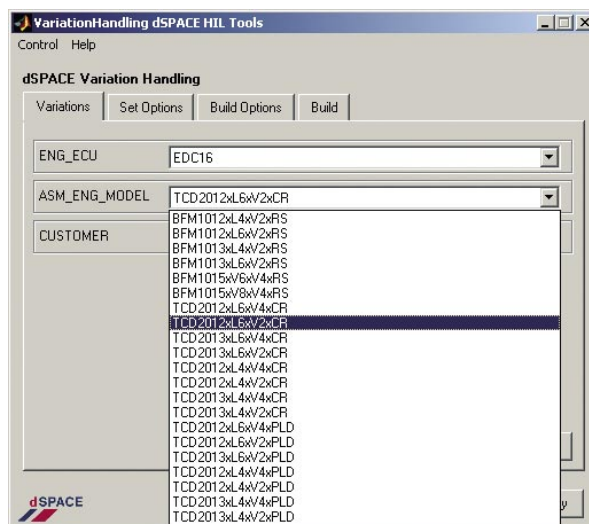 VariationHandling dSPACE HIL Tools
Control Help
dSPACE Variation Handling
Variations Set Options Build Options Build
ENG_ECU EDC16
ASM_ENG_MODEL TCD2012xL6xV2xCR
CUSTOMER
BFM1012xL4xV2xRS
BFM1012xL6xV2xRS
BFM1013xL4xV2xRS
BFM1013xL6xV2xRS
BFM1015xV6xV4xRS
BFM1015xV8xV4xRS
TCD2012xL6xV4xCR
TCD2012xL6xV2xCR
TCD2013xL6xV4xCR
TCD2013xL6xV2xCR
TCD2012xL4xV4xCR
TCD2012xL4xV2xCR
TCD2013xL4xV4xCR
TCD2013xL4xV2xCR
TCD2012xL6xV4xPLD
TCD2012xL6xV2xPLD
TCD2013xL6xV2xPLD
TCD2012xL4xV4xPLD
TCD2012xL4xV2xPLD
TCD2013xL4xV4xPLD
TCD2013xL4xV2xPLD
dSPACE
y